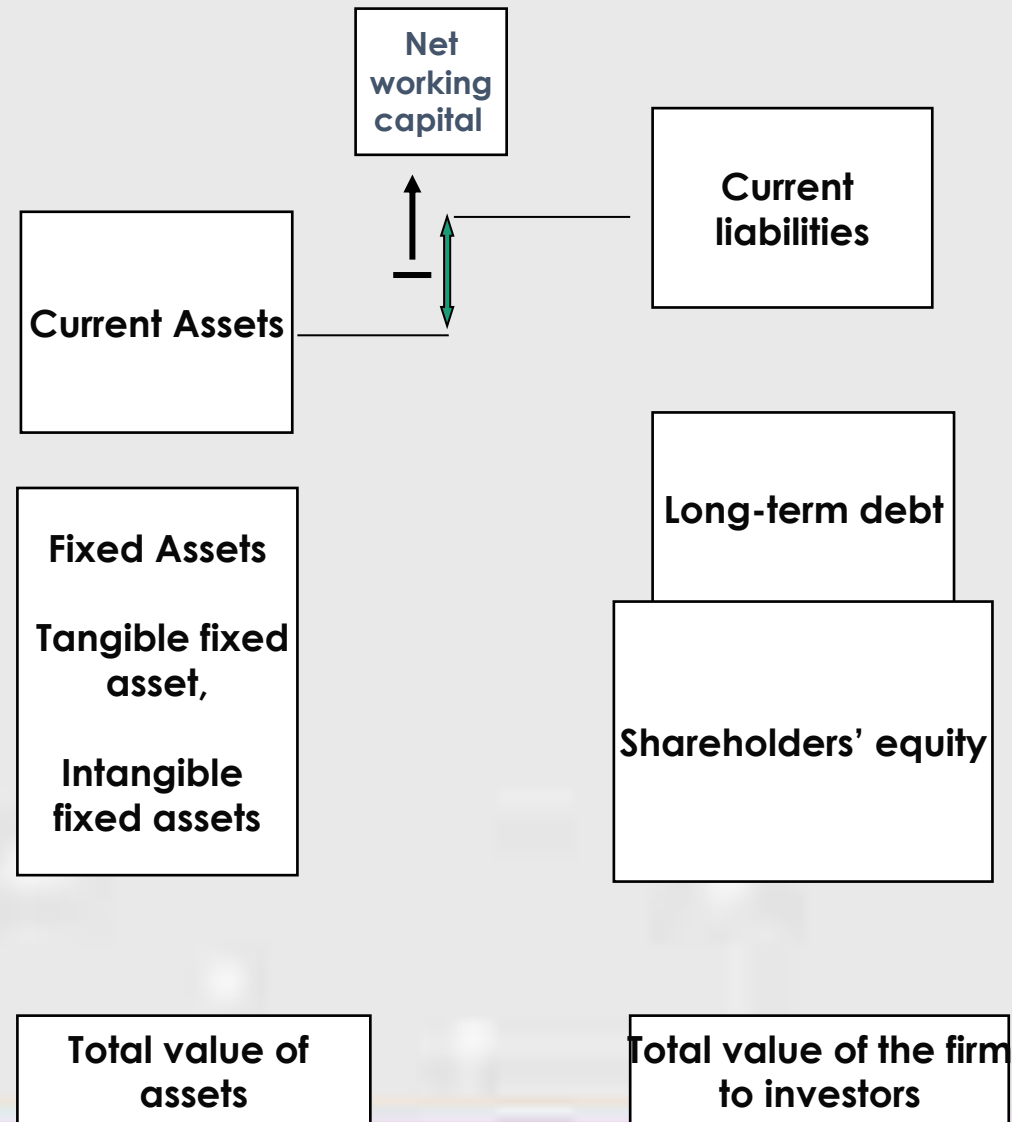 Net
working
capital
Current
liabilities
Current Assets
Long-term debt
Fixed Assets
Tangible fixed
asset,
Intangible
fixed assets
Shareholders’ equity
Total value of
assets
Total value of the firm
to investors